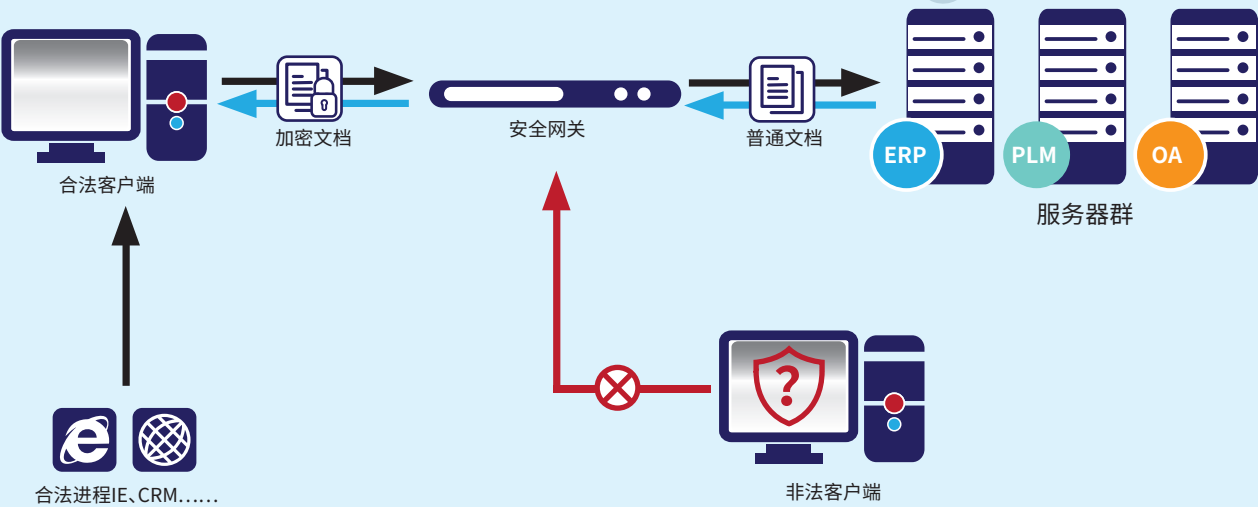 加密文档
安全网关
普通文档
ERP
PLM
OA
合法客户端
服务器群
?
合法进程IE、CRM……
非法客户端